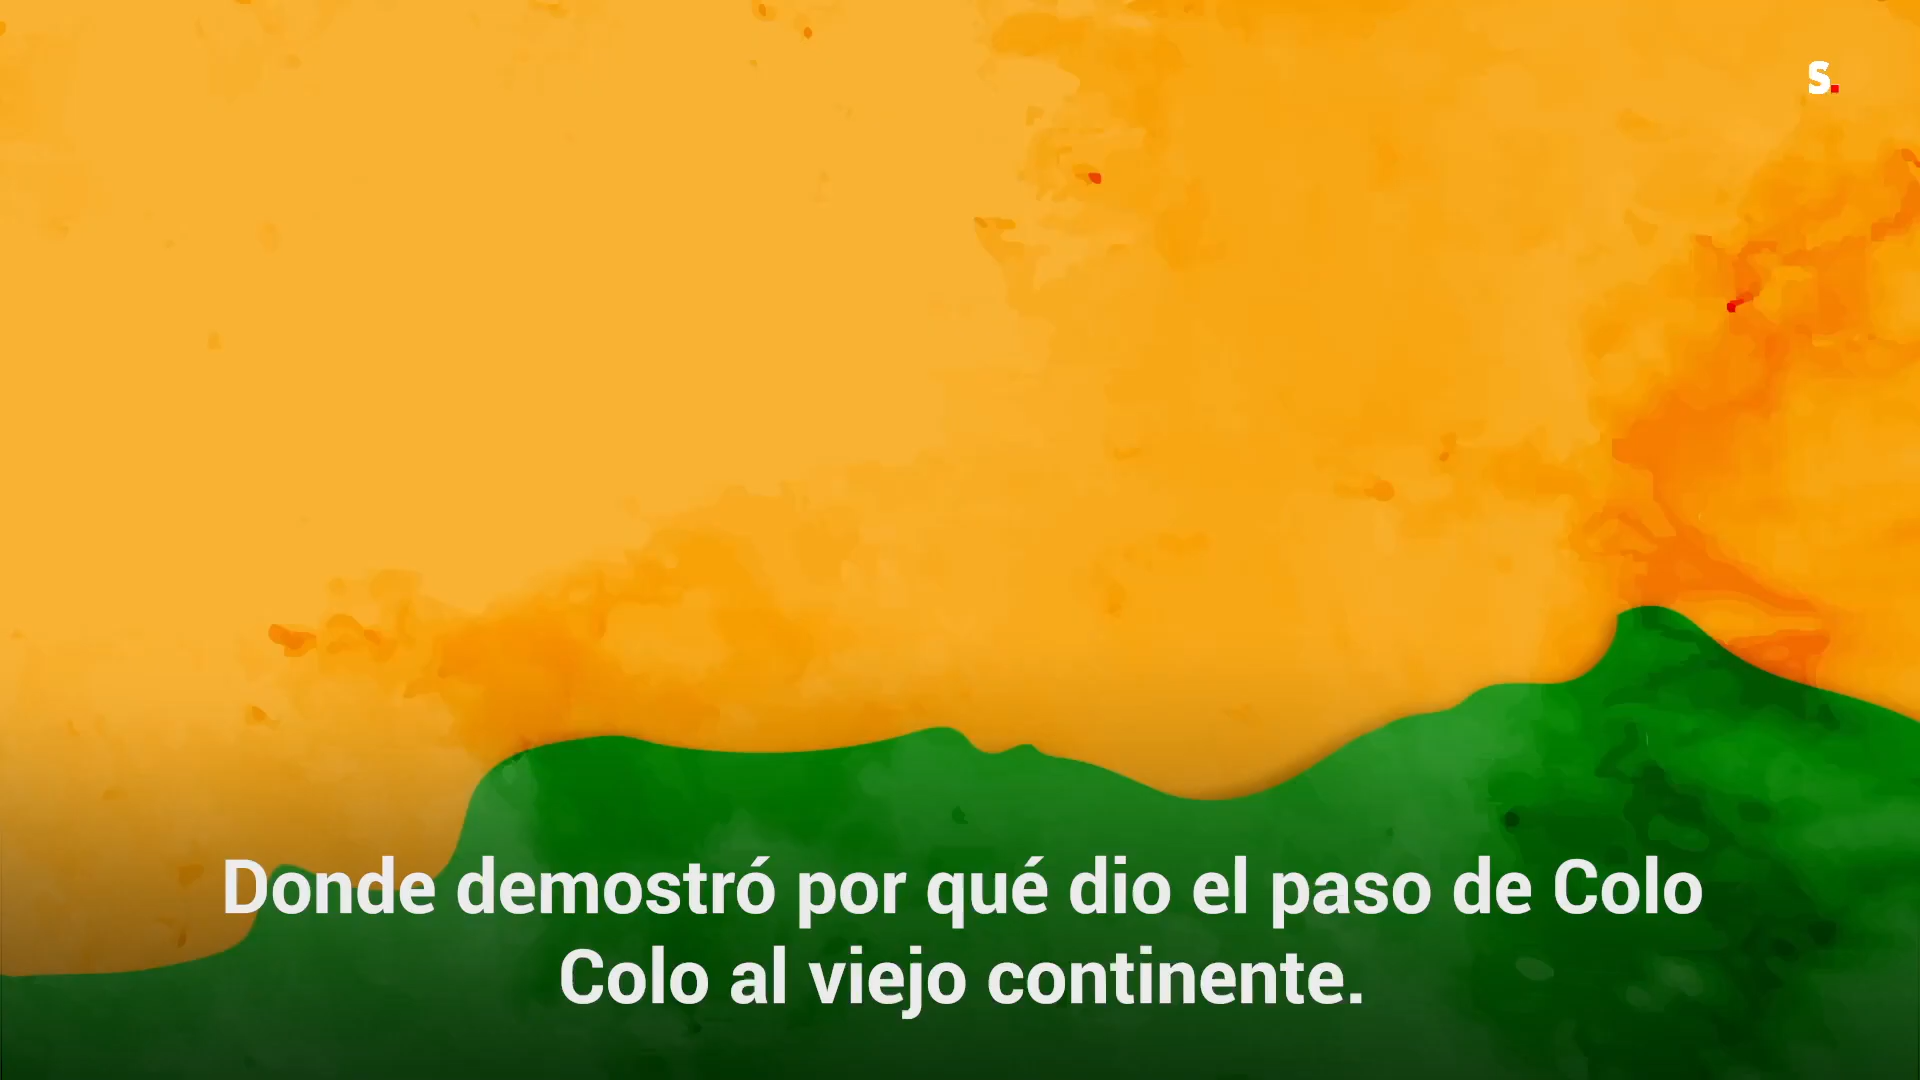 S.
Donde demostró por qué dio el paso de Colo
Colo al viejo continente.